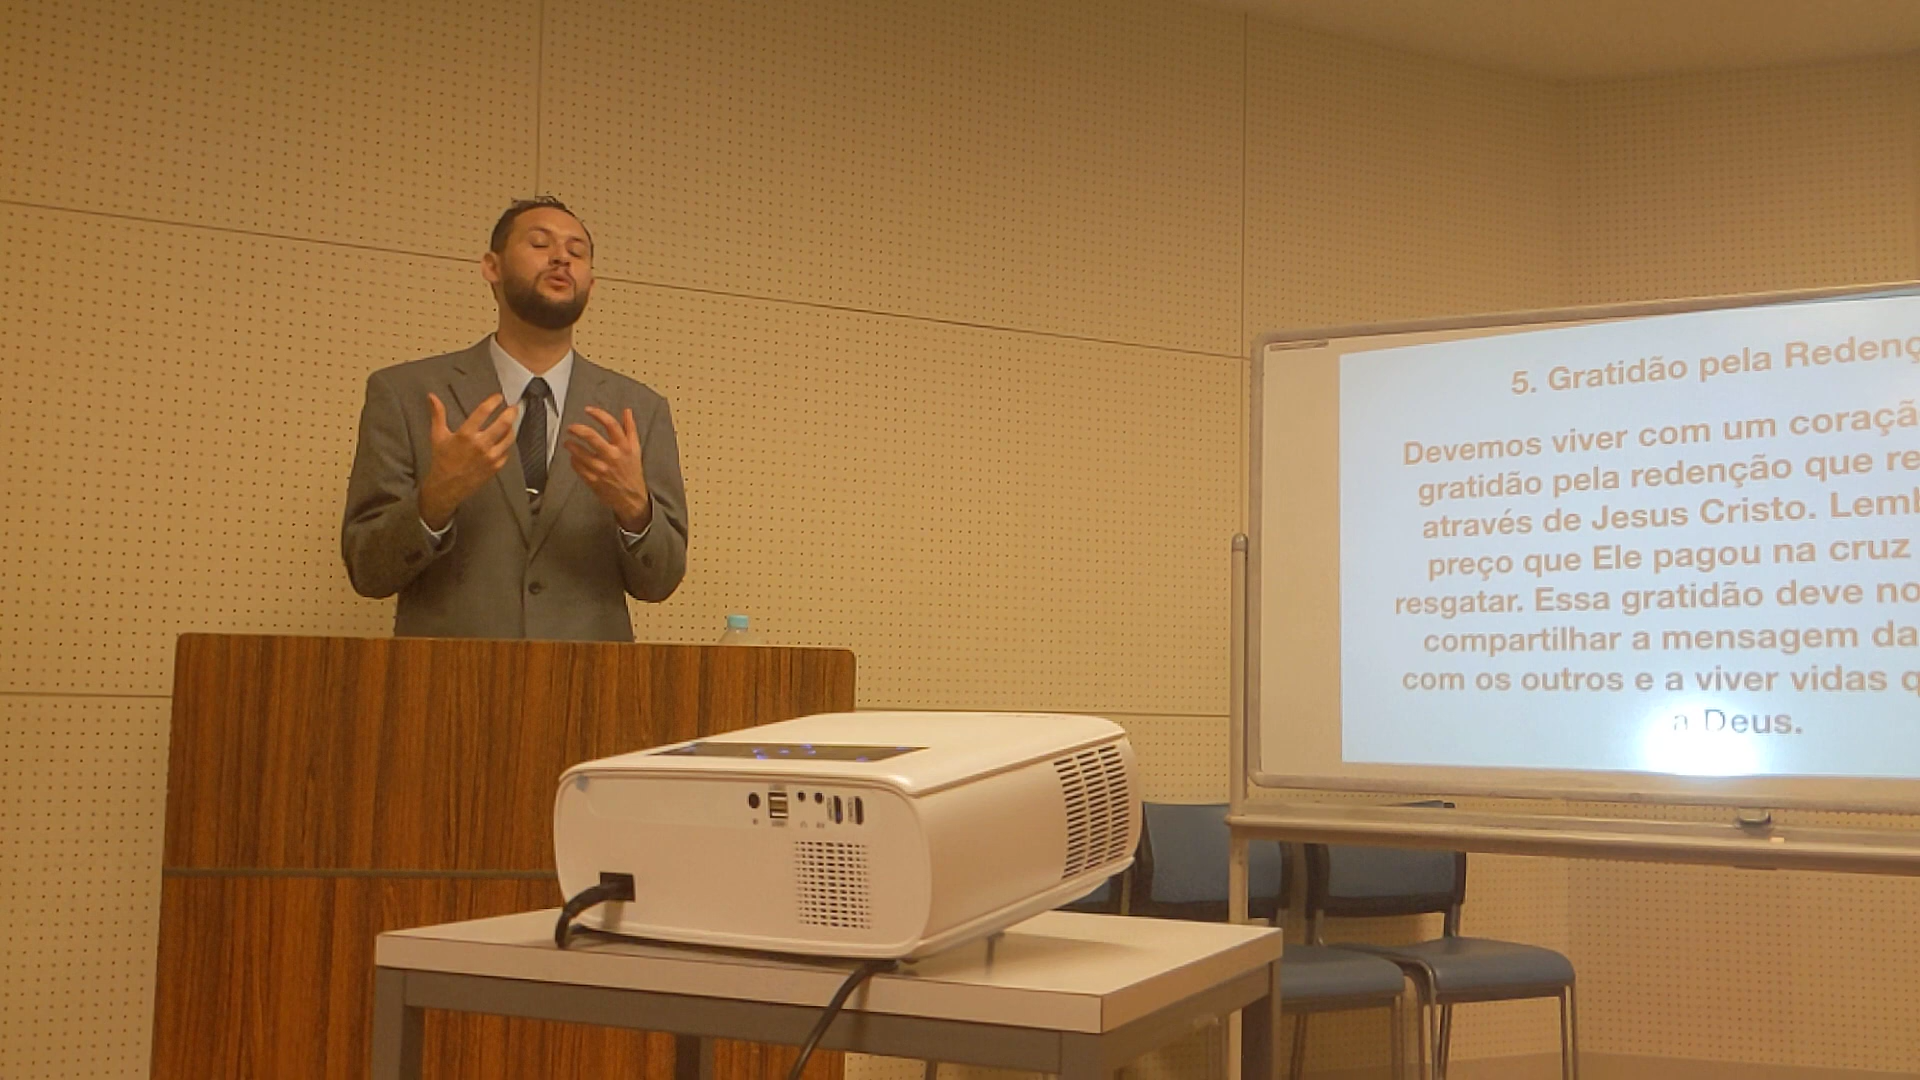 5. Gratidão pela Redenç
Devemos viver com um coraçã
gratidão pela redenção que re
através de Jesus Cristo. Lem
preço que Ele pagou na cruz
resgatar. Essa gratidão deve no
compartilhar a mensagem da
com os outros e a viver vidas q
a Deus.